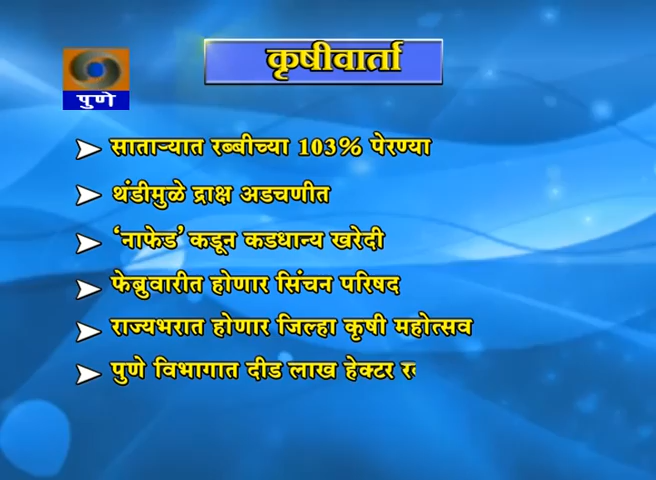 कृषीवार्ता
पुणे
साताऱ्यात रब्बीच्या 103% पेरण्या
थंडीमुळे द्राक्ष अडचणीत
‘नाफेड’ कडून कडधान्य खरेदी
फेब्रुवारीत होणार सिंचन परिषद
राज्यभरात होणार जिल्हा कृषी महोत्सव
पुणे विभागात दीड लाख हेक्टर